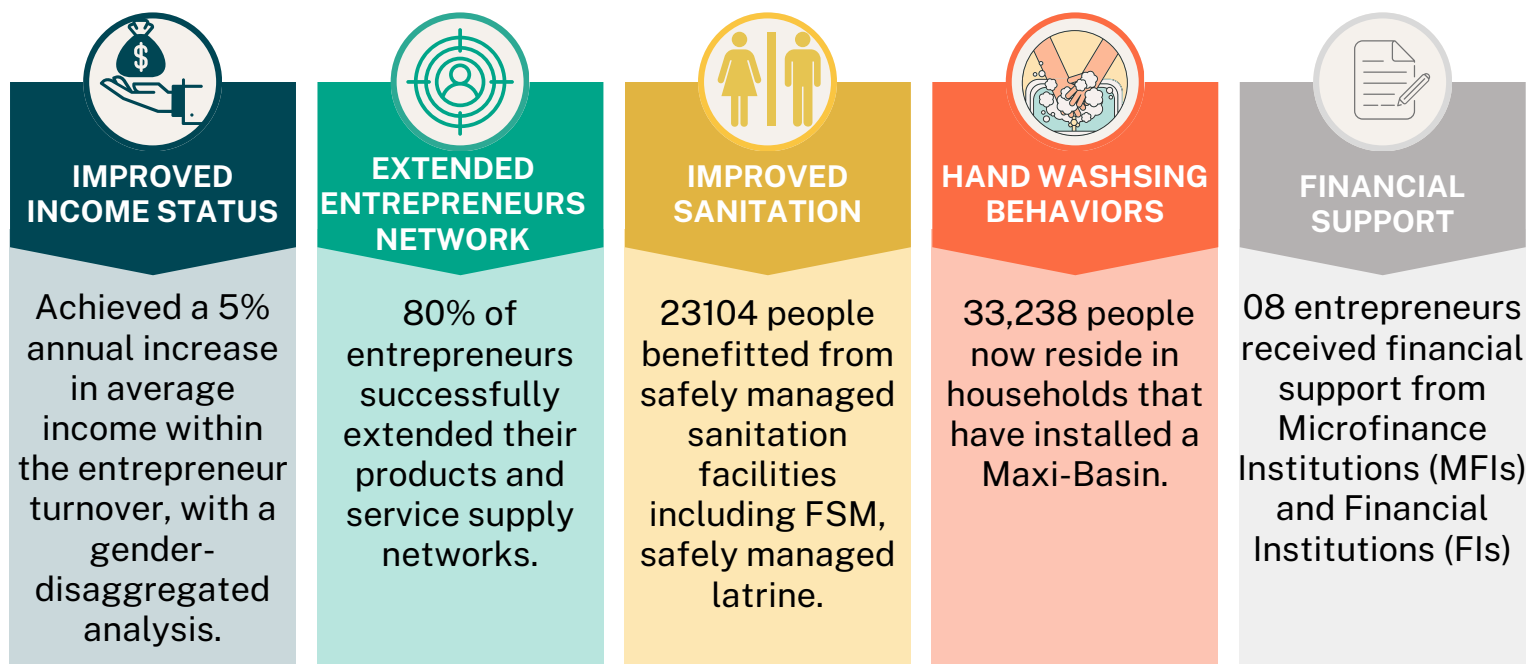 $
IMPROVED
INCOME STATUS
Achieved a 5%
annual increase
in average
income within
the entrepreneur
turnover, with a
gender-
disaggregated
analysis.
EXTENDED
ENTREPRENEURS
NETWORK
80% of
entrepreneurs
successfully
extended their
products and
service supply
networks.
IMPROVED
SANITATION
23104 people
benefitted from
safely managed
sanitation
facilities
including FSM,
safely managed
latrine.
HAND WASHSING
BEHAVIORS
33,238 people
now reside in
households that
have installed a
Maxi-Basin.
FINANCIAL
SUPPORT
08 entrepreneurs
received financial
support from
Microfinance
Institutions (MFIs)
and Financial
Institutions (FIs)